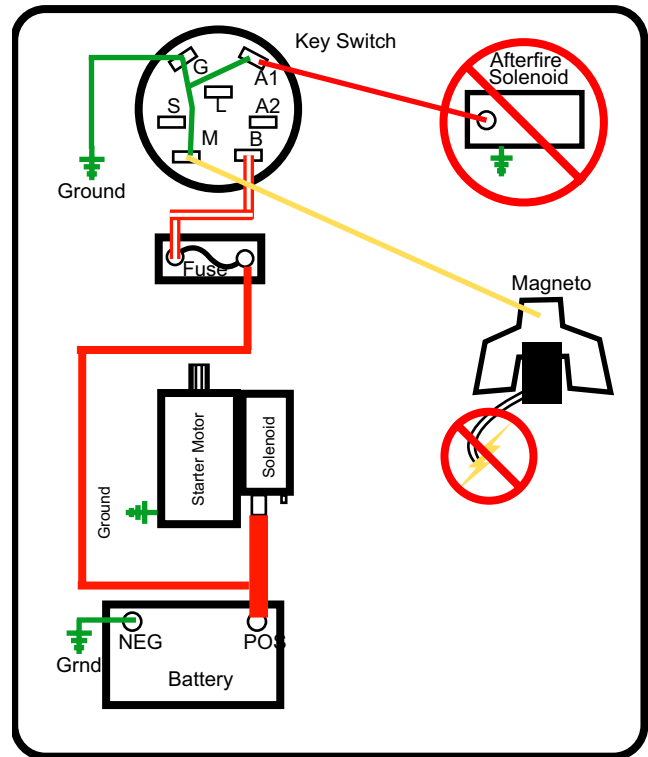 Key Switch
Afterfire
Solenoid
G
A1
S
L
A2
M
B
Ground
Fuse
Magneto
Starter Motor
Solenoid
Ground
NEG
POS
Grnd
Battery